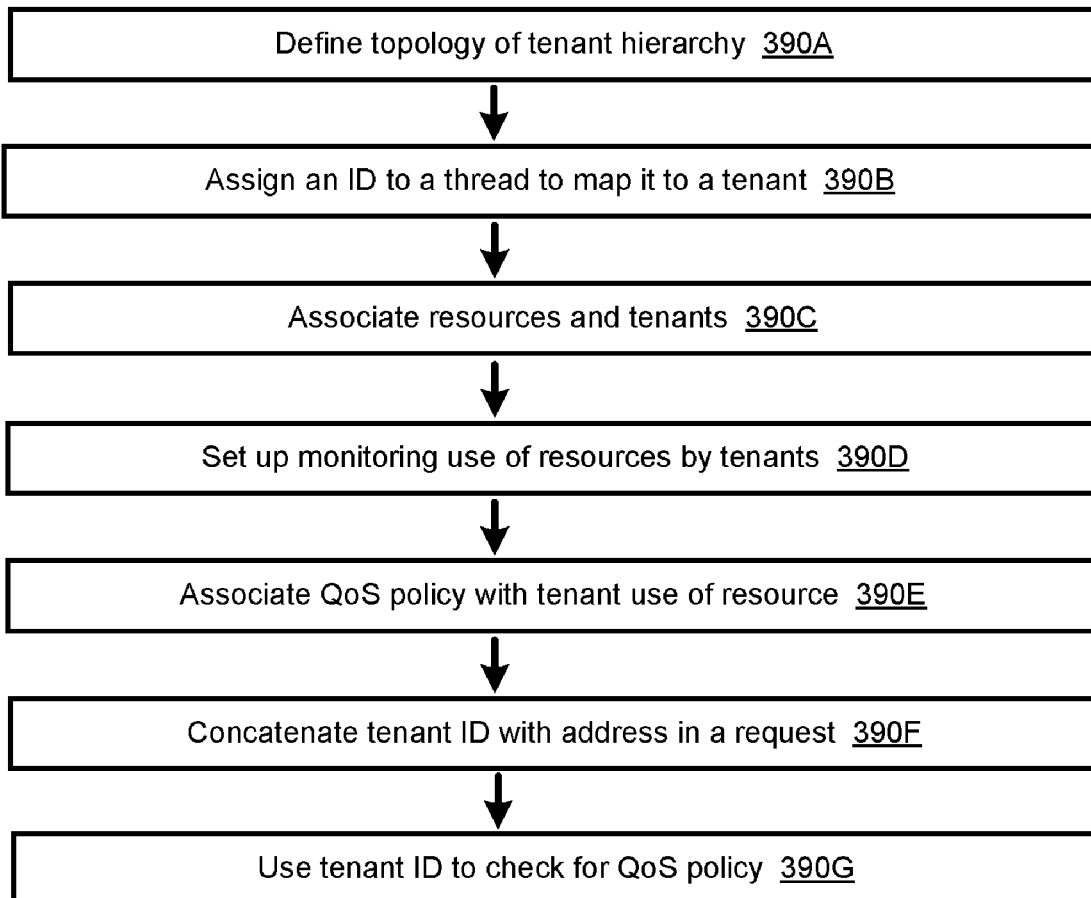 Define topology of tenant hierarchy 390A
Assign an ID to a thread to map it to a tenant 390B
Associate resources and tenants 390C
Set up monitoring use of resources by tenants 390D
Associate QoS policy with tenant use of resource 390E
Concatenate tenant ID with address in a request 390F
Use tenant ID to check for QoS policy 390G